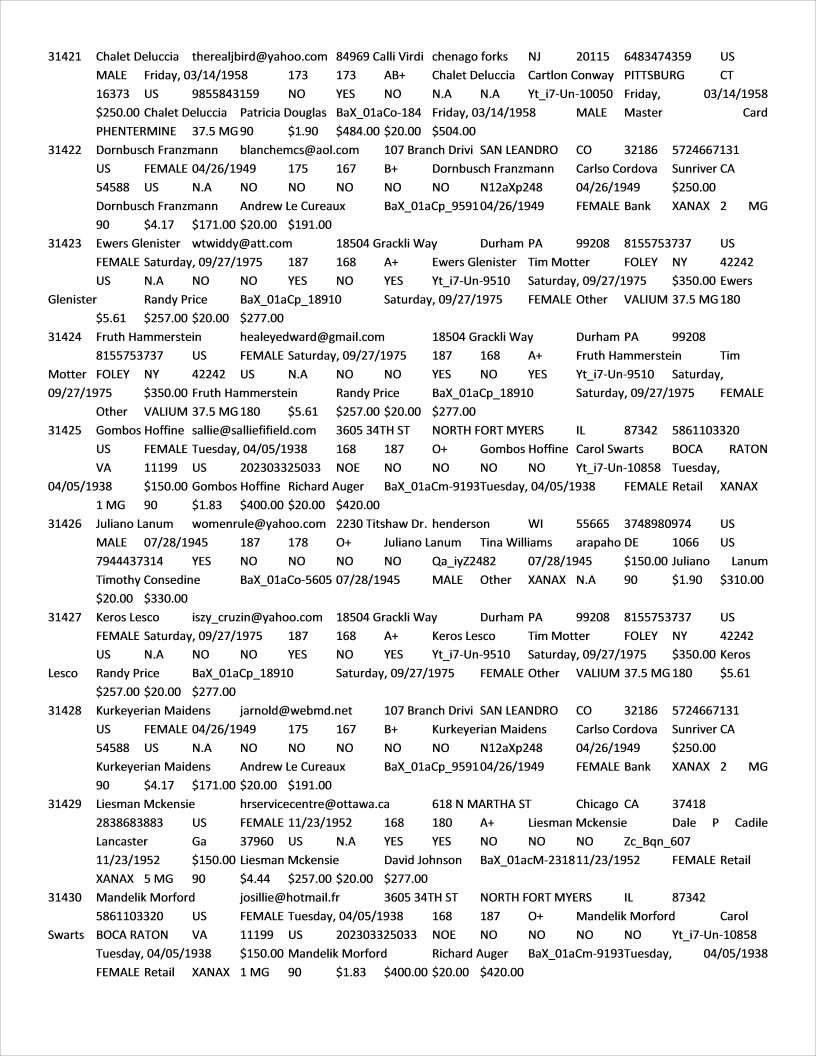 31421 Chalet Deluccia therealjbird@yahoo.com 84969 Calli Virdi chenago forks NJ 20115 6483474359 US
MALE Friday, 03/14/1958 173 173 AB+ Chalet Deluccia Cartlon Conway PITTSBURG CT
16373 US 9855843159 NO YES NO N.A N.A Yt_i7-Un-10050 Friday, 03/14/1958
$250.00 Chalet Deluccia Patricia Douglas BaX_01aCo-184 Friday, 03/14/1958 MALE Master Card
PHENTERMINE 37.5 MG 90 $1.90 $484.00 $20.00 $504.00
31422 Dornbusch Franzmann blanchemcs@aol.com 107 Branch Drivi SAN LEANDRO CO 32186 5724667131
US FEMALE 04/26/1949 175 167 B+ Dornbusch Franzmann Carlso Cordova Sunriver CA
54588 US N.A NO NO NO NO NO N12aXp248 04/26/1949 $250.00
Dornbusch Franzmann Andrew Le Cureaux BaX_01aCp_9591 04/26/1949 FEMALE Bank XANAX 2 MG
90 $4.17 $171.00 $20.00 $191.00
31423 Ewers Glenister wtwiddy@att.com 18504 Grackli Way Durham PA 99208 8155753737 US
FEMALE Saturday, 09/27/1975 187 168 A+ Ewers Glenister Tim Motter FOLEY NY 42242
US N.A NO NO YES NO YES Yt_i7-Un-9510 Saturday, 09/27/1975 $350.00 Ewers
Glenister Randy Price BaX_01aCp_18910 Saturday, 09/27/1975 FEMALE Other VALIUM 37.5 MG 180
$5.61 $257.00 $20.00 $277.00
31424 Fruth Hammerstein healeyedward@gmail.com 18504 Grackli Way Durham PA 99208
8155753737 US FEMALE Saturday, 09/27/1975 187 168 A+ Fruth Hammerstein Tim
Motter FOLEY NY 42242 US N.A NO NO YES NO YES Yt_i7-Un-9510 Saturday,
09/27/1975 $350.00 Fruth Hammerstein Randy Price BaX_01aCp_18910 Saturday, 09/27/1975 FEMALE
Other VALIUM 37.5 MG 180 $5.61 $257.00 $20.00 $277.00
31425 Gombos Hoffine sallie@salliefifield.com 3605 34TH ST NORTH FORT MYERS IL 87342 5861103320
US FEMALE Tuesday, 04/05/1938 168 187 O+ Gombos Hoffine Carol Swarts BOCA RATON
VA 11199 US 202303325033 NOE NO NO NO NO Yt_i7-Un-10858 Tuesday,
04/05/1938 $150.00 Gombos Hoffine Richard Auger BaX_01aCm-9193Tuesday, 04/05/1938 FEMALE Retail XANAX
1 MG 90 $1.83 $400.00 $20.00 $420.00
31426 Juliano Lanum womenrule@yahoo.com 2230 Titshaw Dr. henderson WI 55665 3748980974 US
MALE 07/28/1945 187 178 O+ Juliano Lanum Tina Williams arapaho DE 1066 US
7944437314 YES NO NO NO NO Qa_iyZ2482 07/28/1945 $150.00 Juliano Lanum
Timothy Consedine BaX_01aCo-5605 07/28/1945 MALE Other XANAX N.A 90 $1.90 $310.00
$20.00 $330.00
31427 Keros Lesco iszy_cruzin@yahoo.com 18504 Grackli Way Durham PA 99208 8155753737 US
FEMALE Saturday, 09/27/1975 187 168 A+ Keros Lesco Tim Motter FOLEY NY 42242
US N.A NO NO YES NO YES Yt_i7-Un-9510 Saturday, 09/27/1975 $350.00 Keros
Lesco Randy Price BaX_01aCp_18910 Saturday, 09/27/1975 FEMALE Other VALIUM 37.5 MG 180 $5.61
$257.00 $20.00 $277.00
31428 Kurkeyerian Maidens jarnold@webmd.net 107 Branch Drivi SAN LEANDRO CO 32186 5724667131
US FEMALE 04/26/1949 175 167 B+ Kurkeyerian Maidens Carlso Cordova Sunriver CA
54588 US N.A NO NO NO NO NO N12aXp248 04/26/1949 $250.00
Kurkeyerian Maidens Andrew Le Cureaux BaX_01aCp_9591 04/26/1949 FEMALE Bank XANAX 2 MG
90 $4.17 $171.00 $20.00 $191.00
31429 Liesman Mckensie hrservicecentre@ottawa.ca 618 N MARTHA ST Chicago CA 37418
2838683883 US FEMALE 11/23/1952 168 180 A+ Liesman Mckensie Dale P Cadile
Lancaster Ga 37960 US N.A YES YES NO NO NO Zc_Bqn_607
11/23/1952 $150.00 Liesman Mckensie David Johnson BaX_01acM-2318 11/23/1952 FEMALE Retail
XANAX 5 MG 90 $4.44 $257.00 $20.00 $277.00
31430 Mandelik Morford josillie@hotmail.fr 3605 34TH ST NORTH FORT MYERS IL 87342
5861103320 US FEMALE Tuesday, 04/05/1938 168 187 O+ Mandelik Morford Carol
Swarts BOCA RATON VA 11199 US 202303325033 NOE NO NO NO NO Yt_i7-Un-10858
Tuesday, 04/05/1938 $150.00 Mandelik Morford Richard Auger BaX_01aCm-9193Tuesday, 04/05/1938
FEMALE Retail XANAX 1 MG 90 $1.83 $400.00 $20.00 $420.00